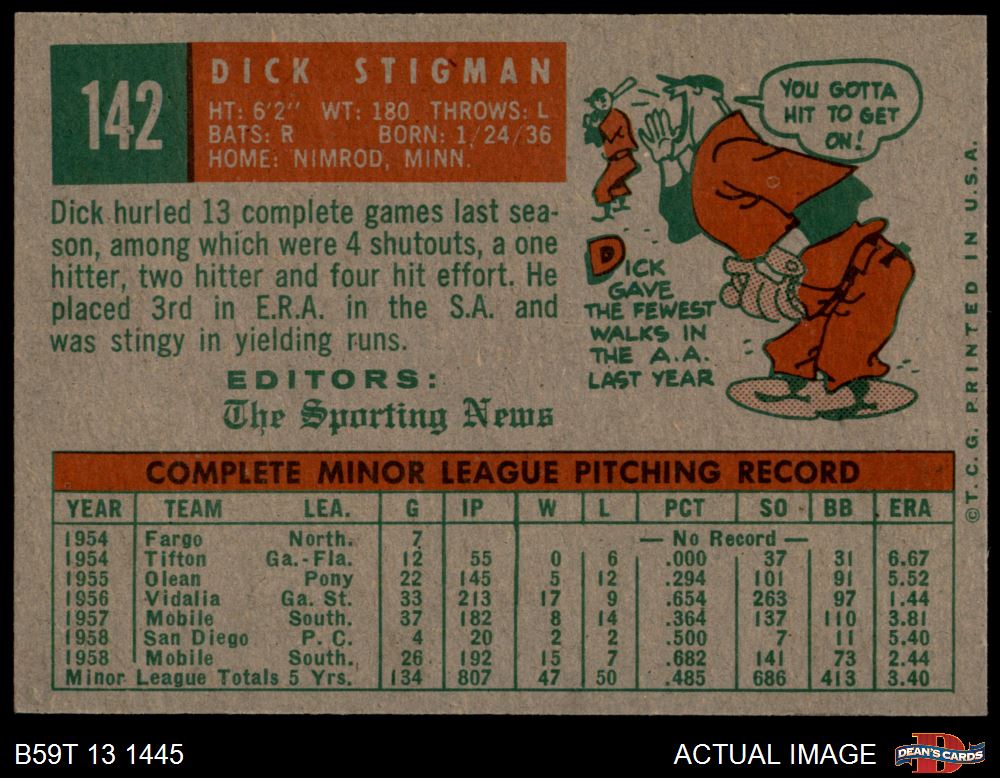 142
DICK STIGMAN
HT: 6'2" WT: 180 THROWS: L
BATS: R BORN: 1/24/36
HOME: NIMROD, MINN.
Dick hurled 13 complete games last sea-
son, among which were 4 shutouts, a one
hitter, two hitter and four hit effort. He
placed 3rd in E.R.A. in the S.A. and
was stingy in yielding runs.
EDITORS:
The Sporting News
YOU GOTTA
HIT TO GET
ON!
DICK
GAVE
THE FEWEST
WALKS IN
THE A.A.
LAST YEAR
© T. C. G. PRINTED IN U.S.A.
COMPLETE MINOR LEAGUE PITCHING RECORD
YEAR TEAM LEA. G IP W L PCT SO BB ERA
1954 Fargo North. 7 — No Record —
1954 Tifton Ga.-Fla. 12 55 0 6 .000 37 31 6.67
1955 Olean Pony 22 145 5 12 .294 101 91 5.52
1956 Vidalia Ga. St. 33 213 17 9 .654 263 97 1.44
1957 Mobile South. 37 182 8 14 .364 137 110 3.81
1958 San Diego P. C. 4 20 2 2 .500 7 11 5.40
1958 Mobile South. 26 192 15 7 .682 141 73 2.44
Minor League Totals 5 Yrs. 134 807 47 50 .485 686 413 3.40
B59T 13 1445
ACTUAL IMAGE
DEAN'S CARDS